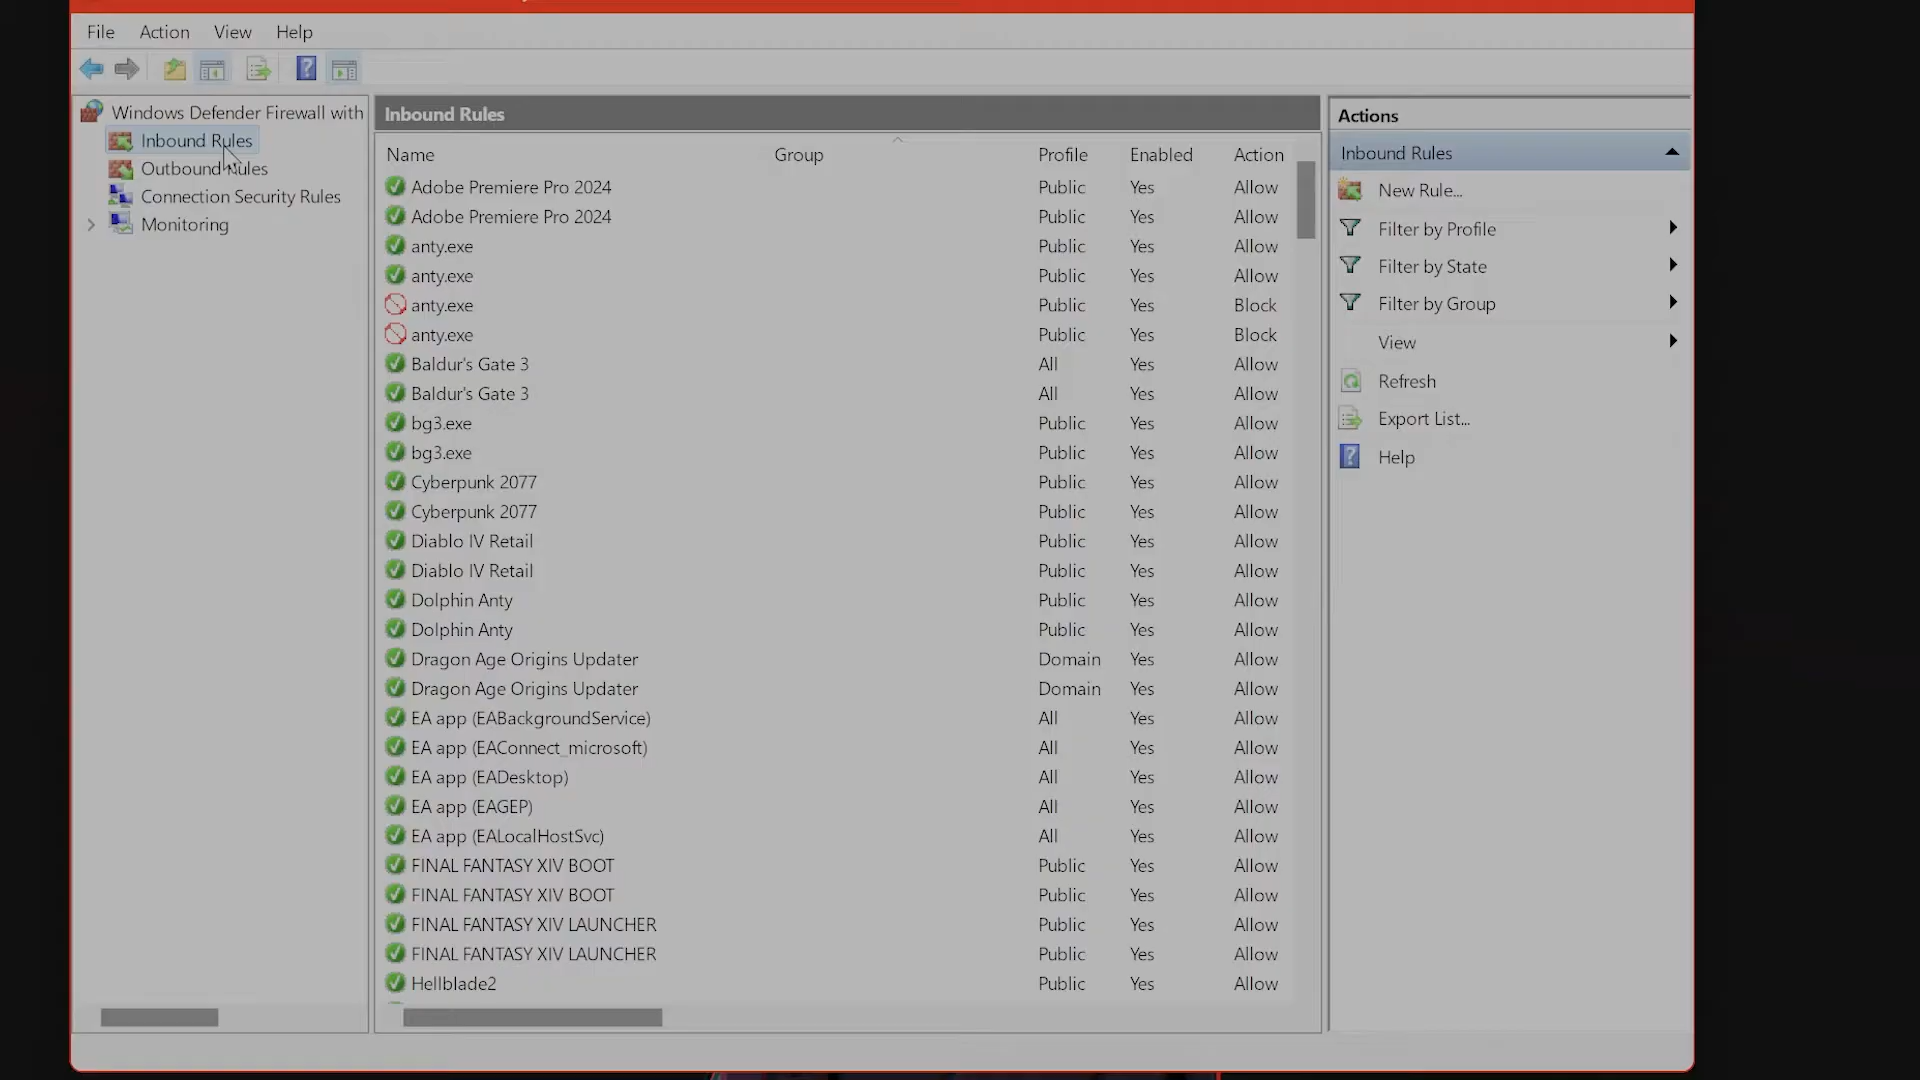 File Action View Help
Windows Defender Firewall with
Inbound Rules
Outbound Rules
Connection Security Rules
Monitoring
Inbound Rules
Name Group Profile Enabled Action
Adobe Premiere Pro 2024 Public Yes Allow
Adobe Premiere Pro 2024 Public Yes Allow
anty.exe Public Yes Allow
anty.exe Public Yes Allow
anty.exe Public Yes Block
anty.exe Public Yes Block
Baldur's Gate 3 All Yes Allow
Baldur's Gate 3 All Yes Allow
bg3.exe Public Yes Allow
bg3.exe Public Yes Allow
Cyberpunk 2077 Public Yes Allow
Cyberpunk 2077 Public Yes Allow
Diablo IV Retail Public Yes Allow
Diablo IV Retail Public Yes Allow
Dolphin Anty Public Yes Allow
Dolphin Anty Public Yes Allow
Dragon Age Origins Updater Domain Yes Allow
Dragon Age Origins Updater Domain Yes Allow
EA app (EABackgroundService) All Yes Allow
EA app (EAConnect_microsoft) All Yes Allow
EA app (EADesktop) All Yes Allow
EA app (EAGEP) All Yes Allow
EA app (EALocalHostSvc) All Yes Allow
FINAL FANTASY XIV BOOT Public Yes Allow
FINAL FANTASY XIV BOOT Public Yes Allow
FINAL FANTASY XIV LAUNCHER Public Yes Allow
FINAL FANTASY XIV LAUNCHER Public Yes Allow
Hellblade2 Public Yes Allow
Actions
Inbound Rules
New Rule...
Filter by Profile
Filter by State
Filter by Group
View
Refresh
Export List...
Help